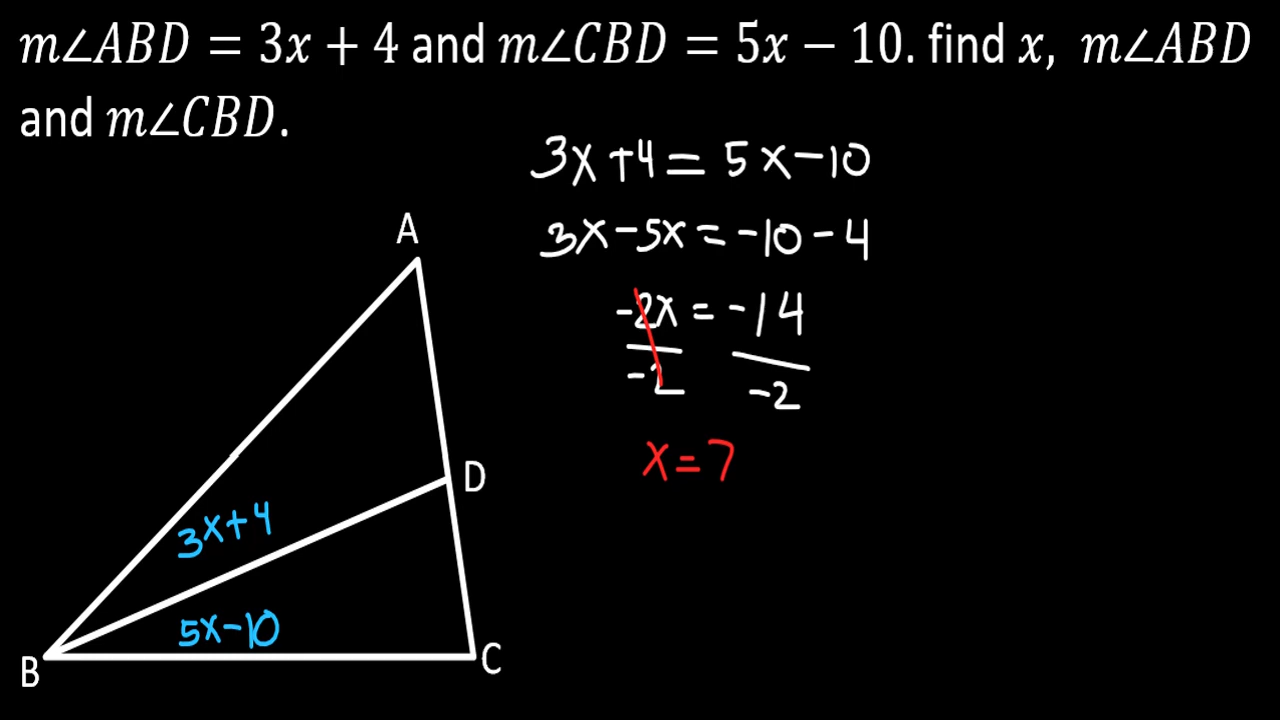 m∠ABD = 3x + 4 and m∠CBD = 5x − 10. find x, m∠ABD
and m∠CBD.
3x+4 = 5x−10
3x−5x = −10−4
-2x = -14
-2 -2
x=7
A
D
3x+4
5x−10
B
C